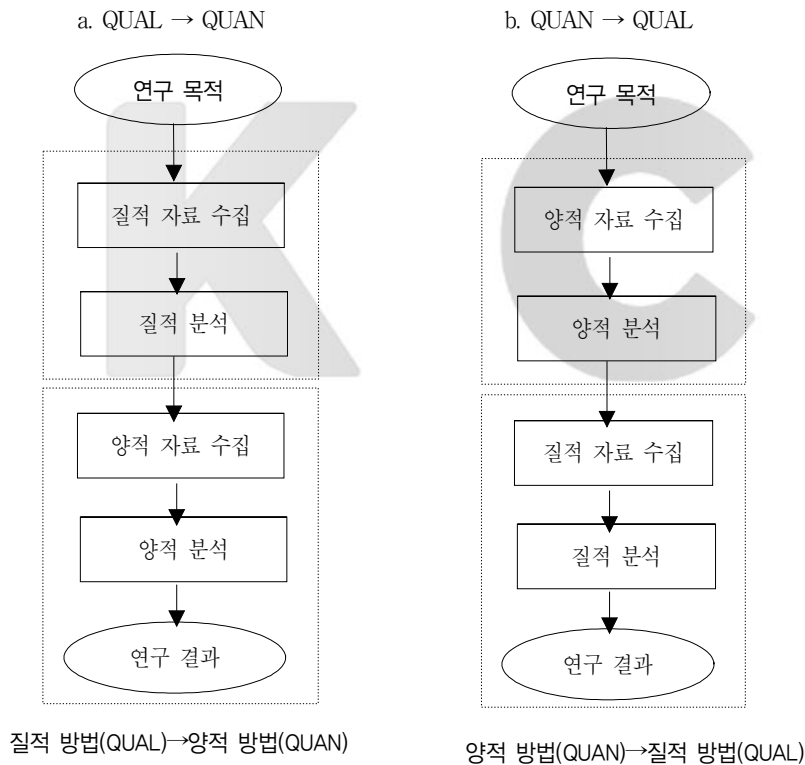 a. QUAL → QUAN
연구 목적
질적 자료 수집
질적 분석
양적 자료 수집
양적 분석
연구 결과
질적 방법(QUAL)→양적 방법(QUAN)
b. QUAN → QUAL
연구 목적
양적 자료 수집
양적 분석
질적 자료 수집
질적 분석
연구 결과
양적 방법(QUAN)→질적 방법(QUAL)
K C